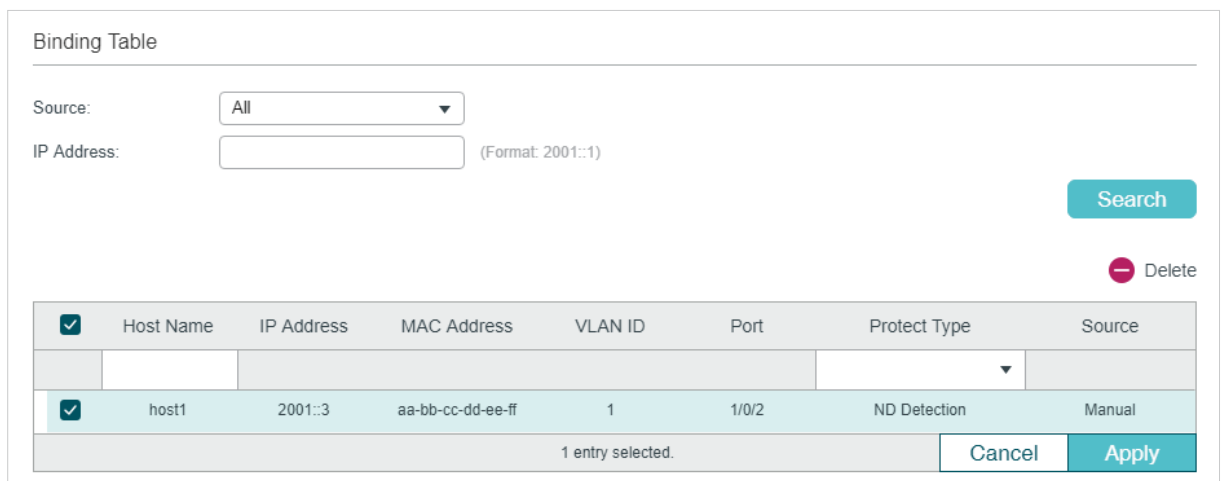 Binding Table
Source: All
IP Address: (Format: 2001::1)
Search
Delete
Host Name IP Address MAC Address VLAN ID Port Protect Type Source
host1 2001::3 aa-bb-cc-dd-ee-ff 1 1/0/2 ND Detection Manual
1 entry selected. Cancel Apply